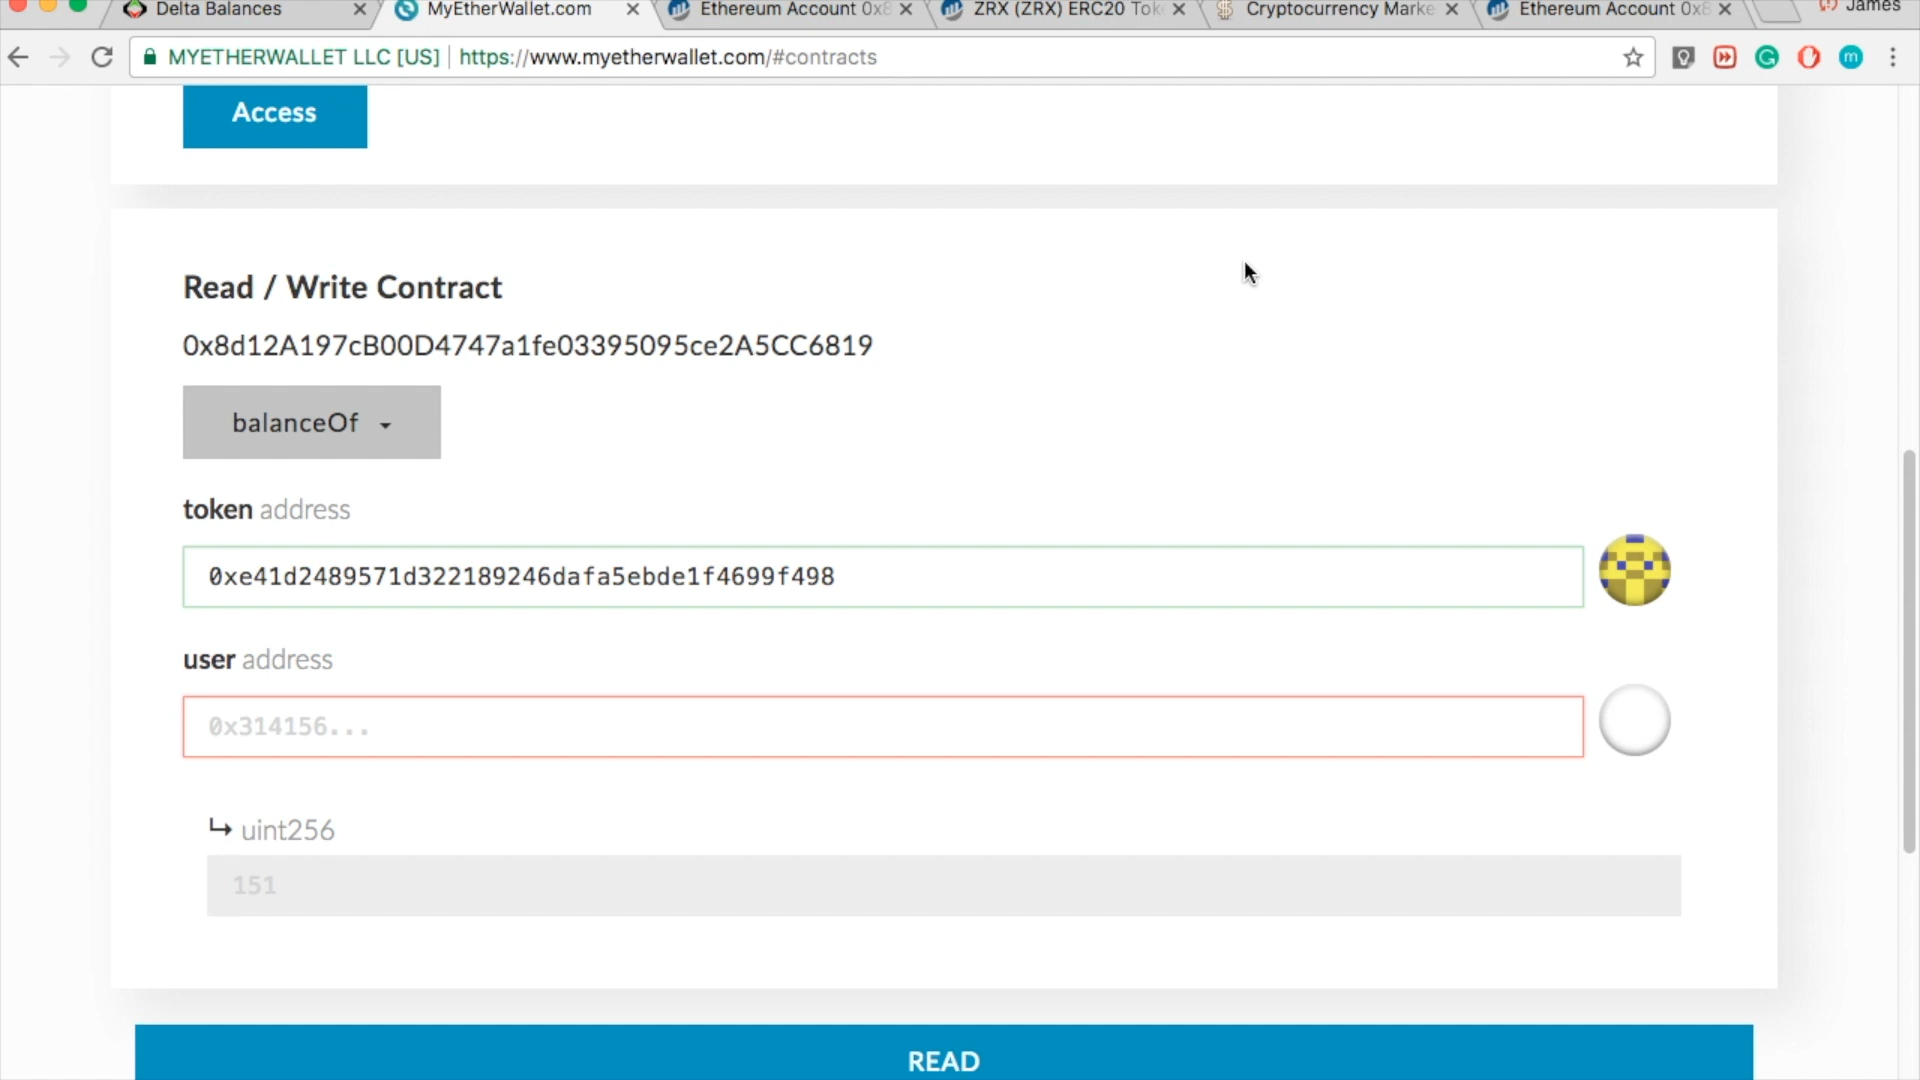 Delta Balances
MyEtherWallet.com
Ethereum Account 0x8
ZRX (ZRX) ERC20 Tok
Cryptocurrency Marke
Ethereum Account 0x8
James
MYETHERWALLET LLC [US]
https://www.myetherwallet.com/#contracts
Access
Read / Write Contract
0x8d12A197cB00D4747a1fe03395095ce2A5CC6819
balanceOf
token address
0xe41d2489571d322189246dafa5ebde1f4699f498
user address
0x314156...
uint256
151
READ